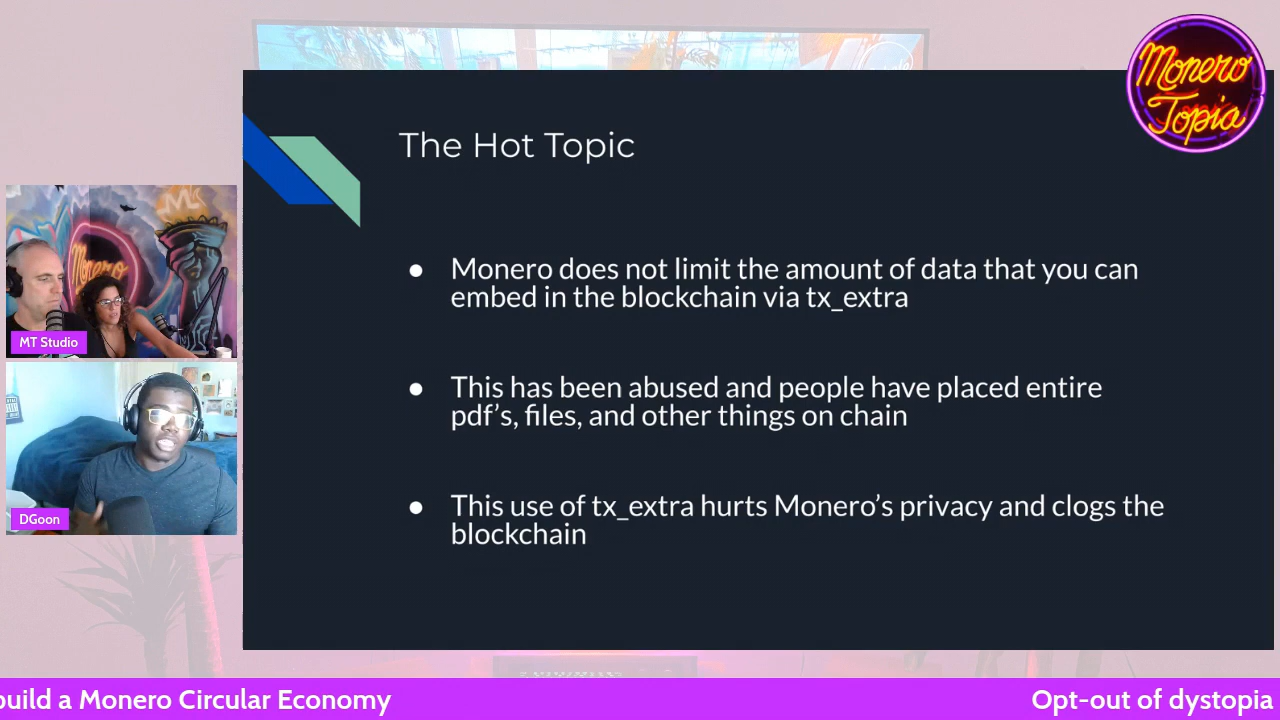 Monero
Topia
The Hot Topic
Monero does not limit the amount of data that you can
embed in the blockchain via tx_extra
This has been abused and people have placed entire
pdf’s, files, and other things on chain
This use of tx_extra hurts Monero’s privacy and clogs the
blockchain
Monero
MT Studio
DGoon
build a Monero Circular Economy
Opt-out of dystopia